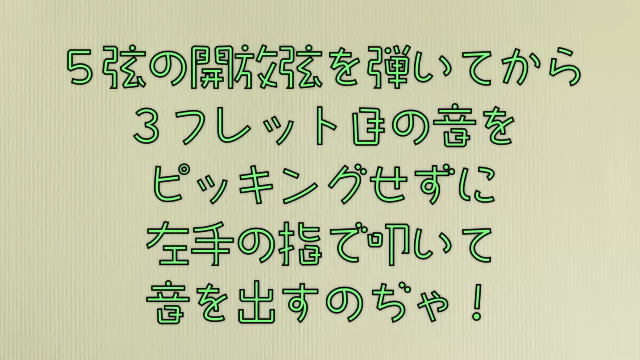 ５弦の開放弦を弾いてから
３フレット目の音を
ピッキングせずに
左手の指で叩いて
音を出すのぢゃ！